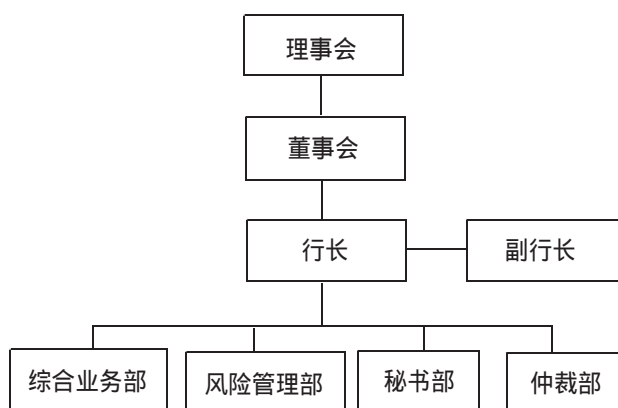 理事会
董事会
行长
副行长
综合业务部
风险管理部
秘书部
仲裁部